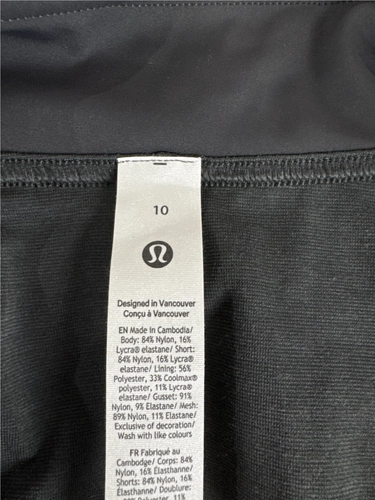 10
Designed in Vancouver
Conçu à Vancouver
EN Made in Cambodia/
Body: 84% Nylon, 16%
Lycra® elastane/ Short:
84% Nylon, 16% Lycra®
elastane/ Lining: 56%
Polyester, 33% Coolmax®
polyester, 11% Lycra®
elastane/ Gusset: 91%
Nylon, 9% Elastane/ Mesh:
89% Nylon, 11% Elastane/
Exclusive of decoration/
Wash with like colours
FR Fabriqué au
Cambodge/ Corps: 84%
Nylon, 16% Élasthanne/
Shorts: 84% Nylon, 16%
Élasthanne/ Doublure:
11%